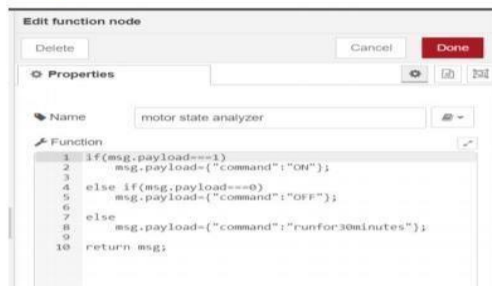 Edit function node
Delete Cancel Done
Properties
Name motor state analyzer
Function
1 if(msg.payload===1)
2 msg.payload={"command":"ON"};
3
4 else if(msg.payload===0)
5 msg.payload={"command":"OFF"};
6
7 else
8 msg.payload={"command":"runfor30minutes"};
9
10 return msg;